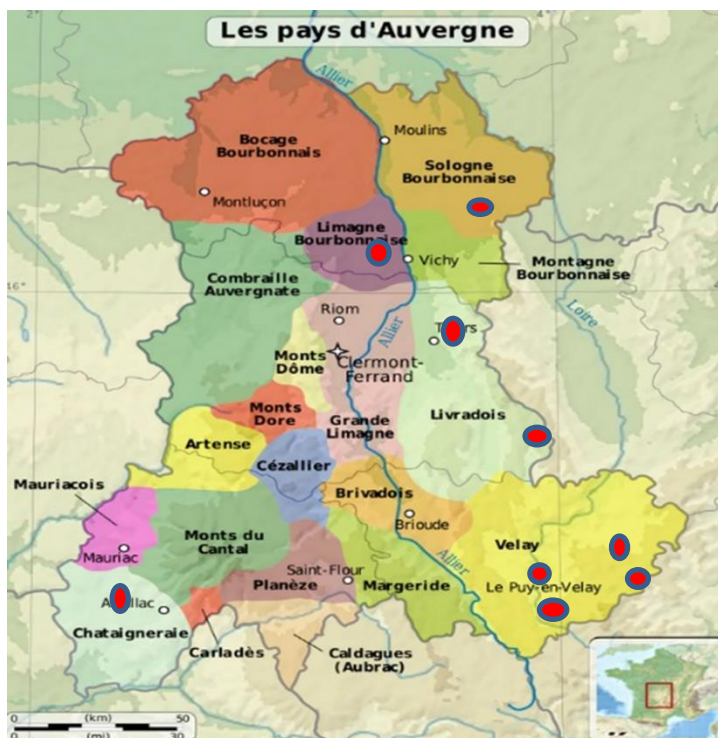 Les pays d'Auvergne
2°
4°
Allier
Moulins
Bocage
Bourbonnais
Sologne
Bourbonnaise
Montluçon
Limagne
Bourbonnaise
Vichy
Montagne
Bourbonnaise
Combraille
Auvergnate
46°
Riom
Loire
Allier
Monts
Dôme
Clermont-
Ferrand
Monts
Dore
Grande
Limagne
Livradois
Artense
Cézallier
Mauriacois
Brivadois
Brioude
Monts du
Cantal
Velay
Mauriac
Allier
Saint-Flour
Planèze
Margeride
Le Puy-en-Velay
Chataigneraie
Carladès
Caldagues
(Aubrac)
0 (km) 50
0 (mi) 30